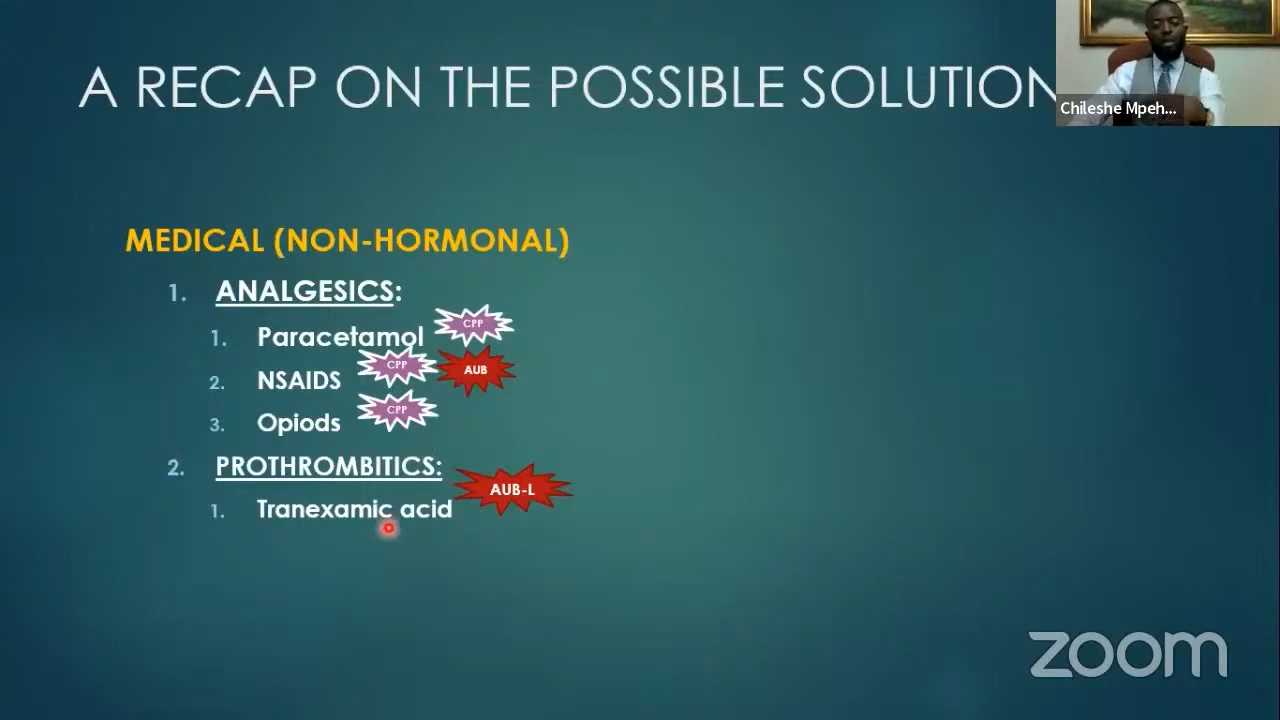 A RECAP ON THE POSSIBLE SOLUTION
Chileshe Mpeh...
MEDICAL (NON-HORMONAL)
1. ANALGESICS:
1. Paracetamol CPP
2. NSAIDS CPP AUB
3. Opiods CPP
2. PROTHROMBITICS:
1. Tranexamic acid AUB-L
zoom